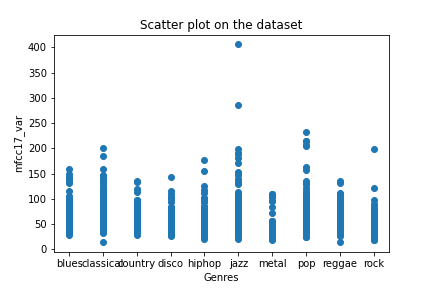 Scatter plot on the dataset
mfcc17_var
400
350
300
250
200
150
100
50
0
blues classical country disco hiphop jazz metal pop reggae rock
Genres